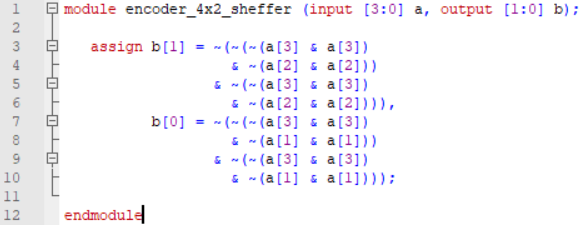 1 module encoder_4x2_sheffer (input [3:0] a, output [1:0] b);
2
3 assign b[1] = ~(~(~(a[3] & a[3])
4 & ~(a[2] & a[2]))
5 & ~(~(a[3] & a[3])
6 & ~(a[2] & a[2]))),
7 b[0] = ~(~(~(a[3] & a[3])
8 & ~(a[1] & a[1]))
9 & ~(~(a[3] & a[3])
10 & ~(a[1] & a[1])));
11
12 endmodule